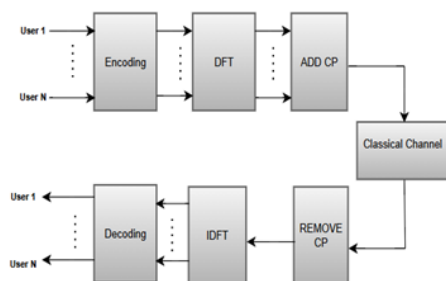 User 1
User N
Encoding
DFT
ADD CP
Classical Channel
User 1
User N
Decoding
IDFT
REMOVE
CP